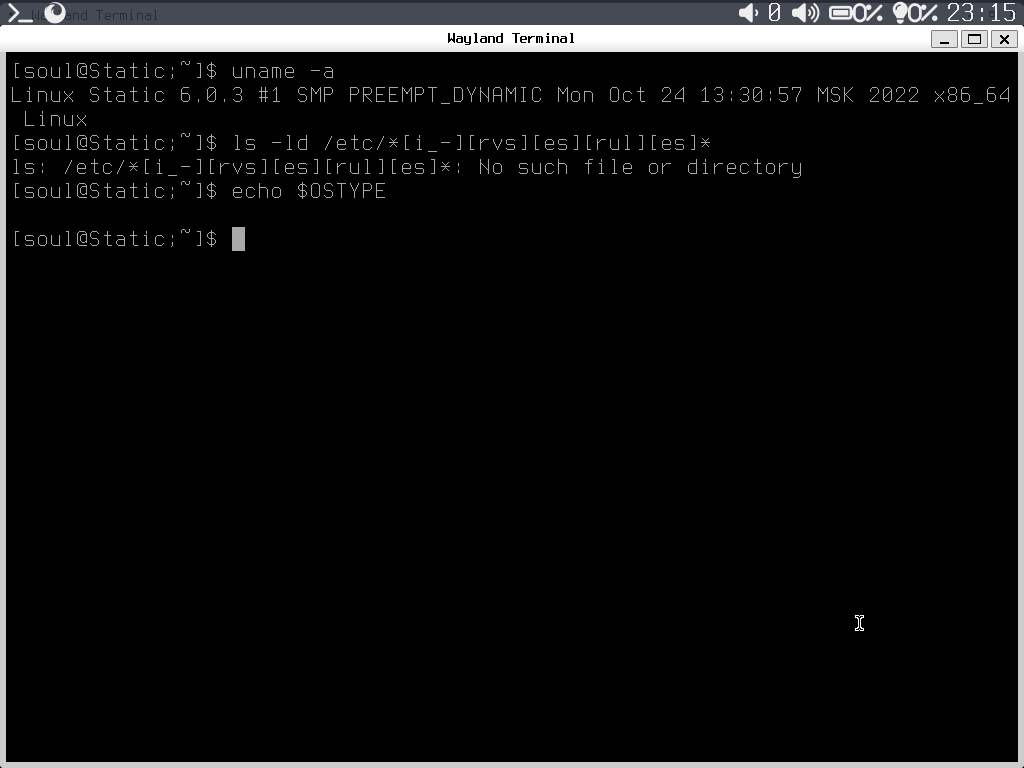 Wayland Terminal
0 0% 0% 23:15
Wayland Terminal
[soul@Static;~]$ uname -a
Linux Static 6.0.3 #1 SMP PREEMPT_DYNAMIC Mon Oct 24 13:30:57 MSK 2022 x86_64
Linux
[soul@Static;~]$ ls -ld /etc/*[i_-][rvs][es][rul][es]*
ls: /etc/*[i_-][rvs][es][rul][es]*: No such file or directory
[soul@Static;~]$ echo $OSTYPE
[soul@Static;~]$